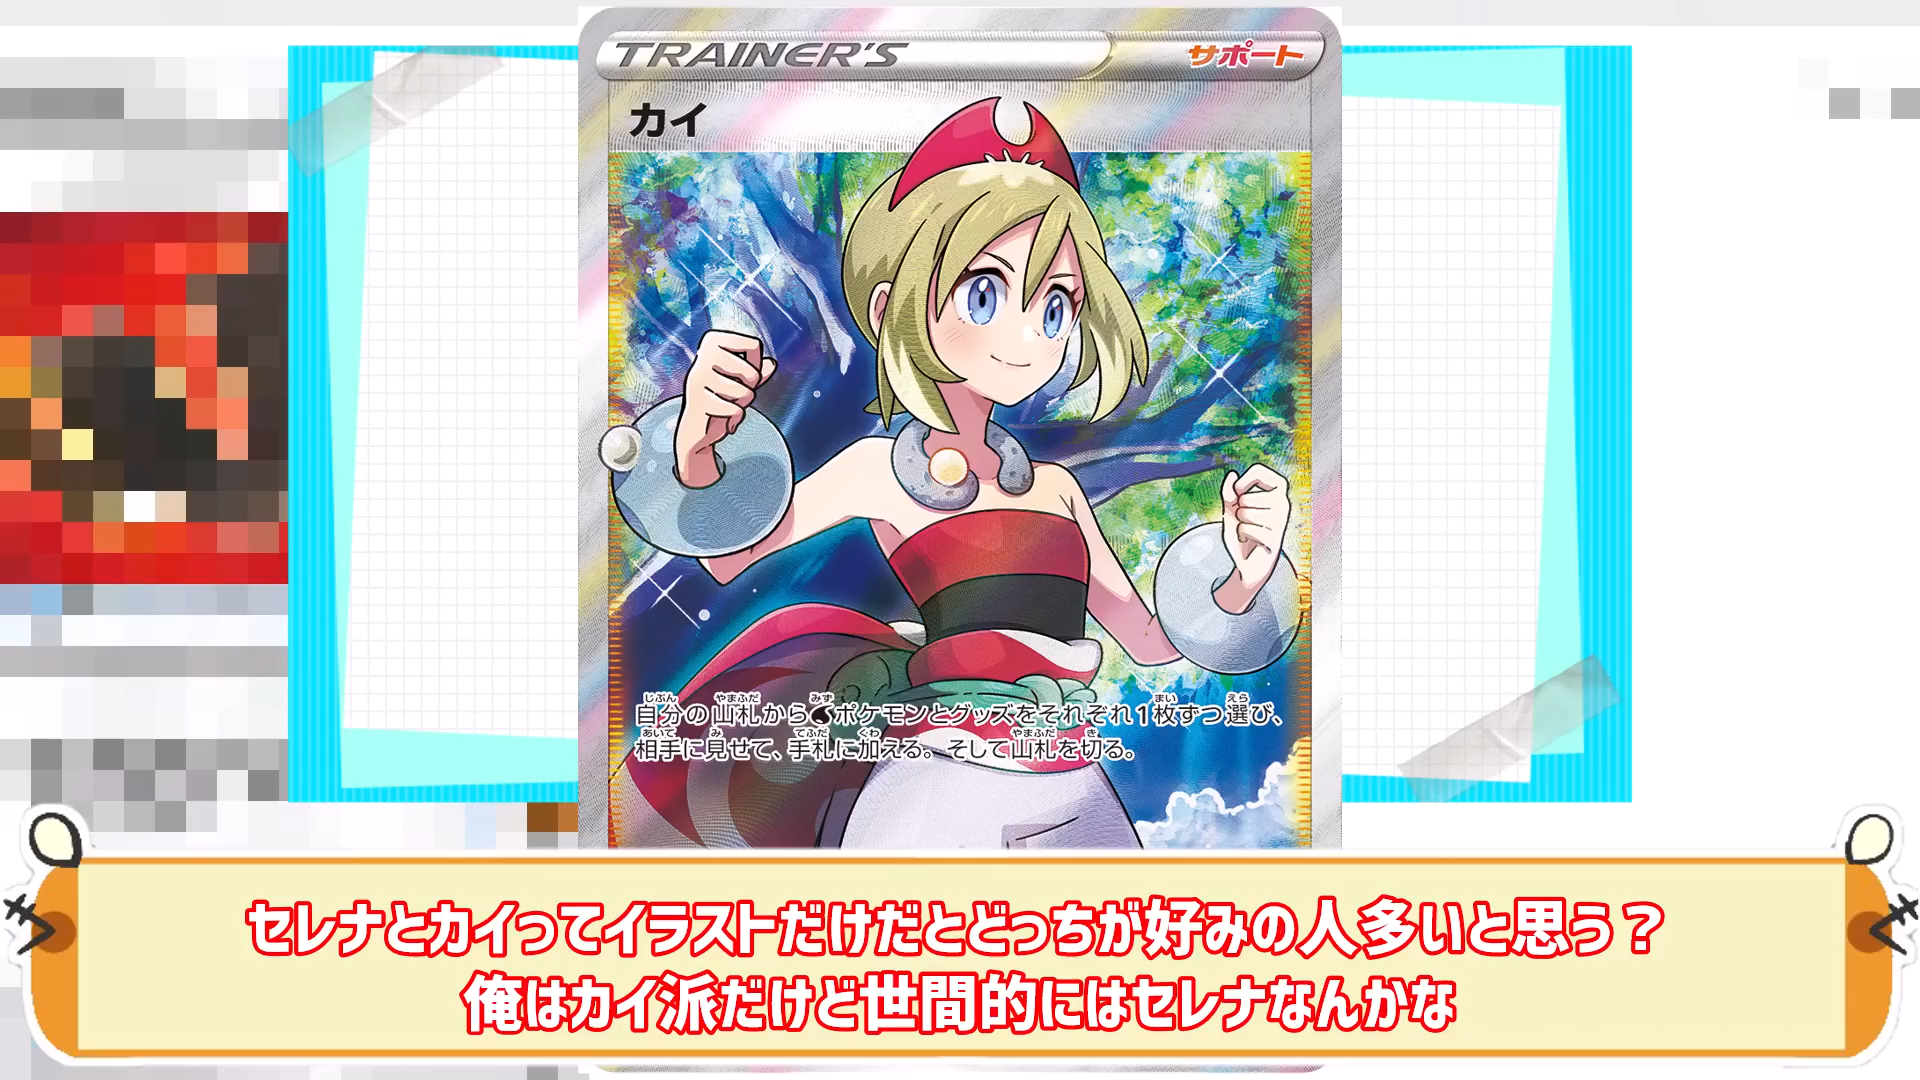 TRAINER'S
サポート
カイ
自分の山札からポケモンとグッズをそれぞれ1枚ずつ選び、
相手に見せて、手札に加える。そして山札を切る。
セレナとカイってイラストだけだとどっちが好みの人多いと思う？
俺はカイ派だけど世間的にはセレナなんかな